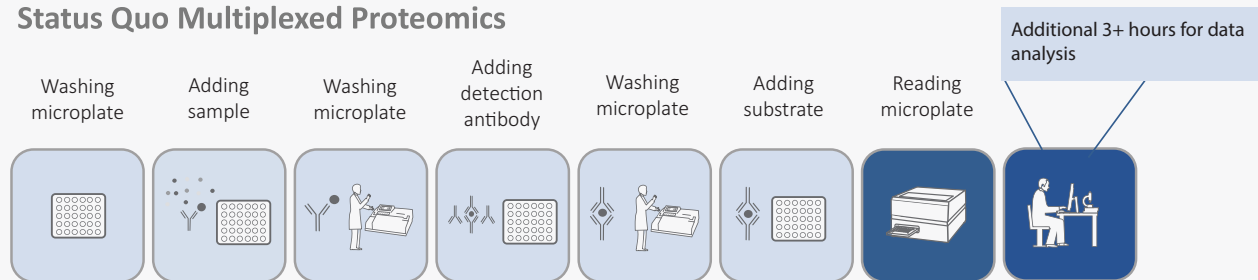 Status Quo Multiplexed Proteomics
Additional 3+ hours for data
analysis
Washing
microplate
Adding
sample
Washing
microplate
Adding
detection
antibody
Washing
microplate
Adding
substrate
Reading
microplate